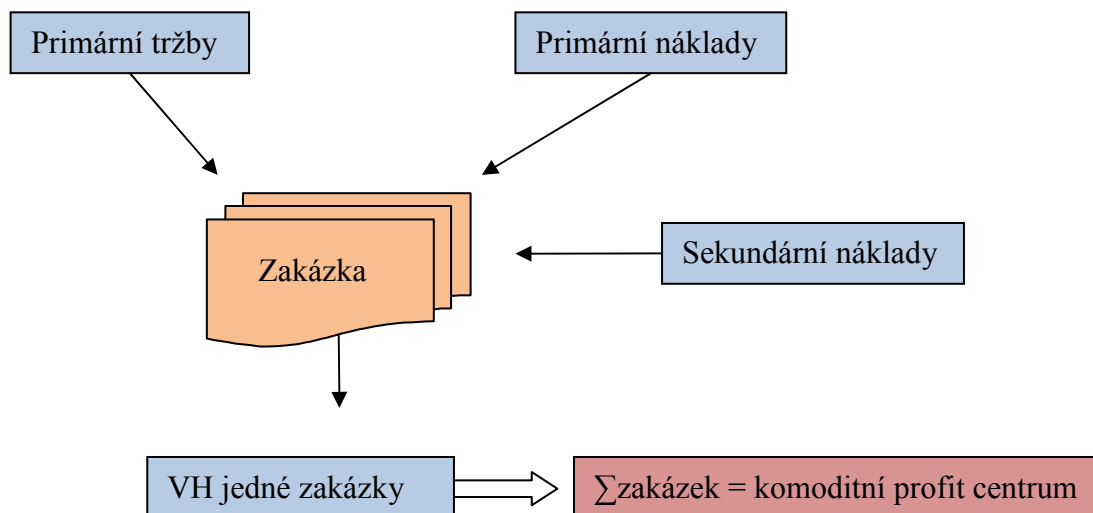 Primární tržby
Primární náklady
Zakázka
Sekundární náklady
VH jedné zakázky
∑zakázek = komoditní profit centrum